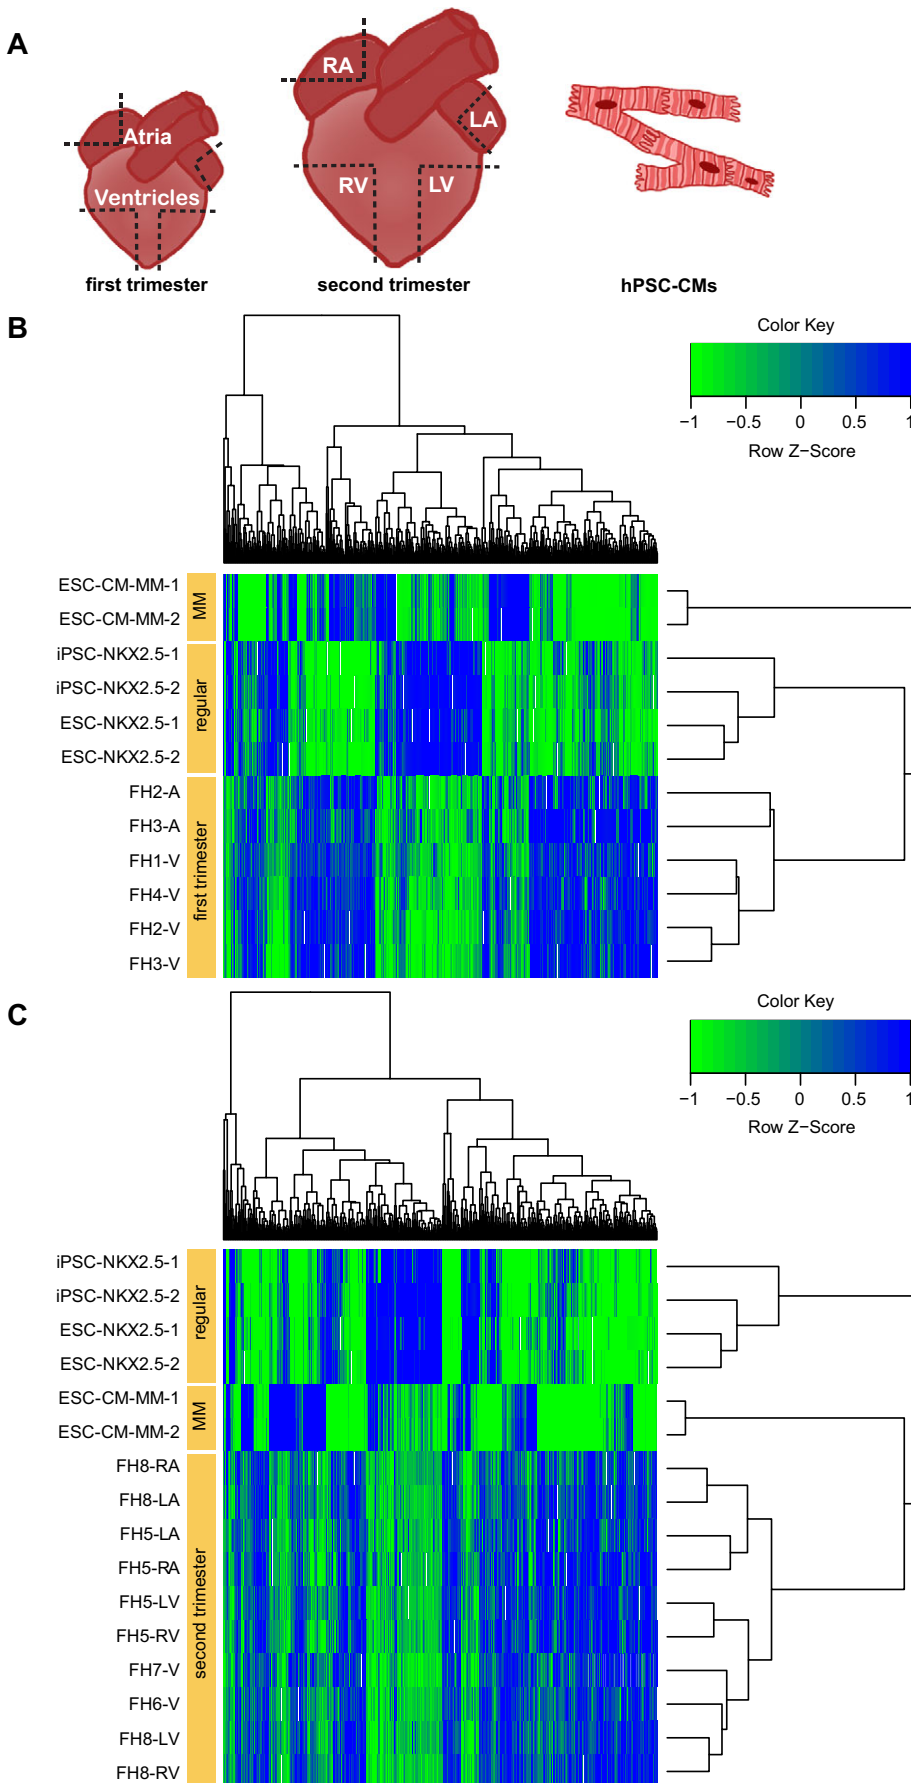 A
RA
LA
Atria
RV LV
Ventricles
first trimester
second trimester
hPSC-CMs
B
Color Key
−1 −0.5 0 0.5 1
Row Z−Score
ESC-CM-MM-1
ESC-CM-MM-2
MM
iPSC-NKX2.5-1
iPSC-NKX2.5-2
ESC-NKX2.5-1
ESC-NKX2.5-2
regular
FH2-A
FH3-A
FH1-V
FH4-V
FH2-V
FH3-V
first trimester
C
Color Key
−1 −0.5 0 0.5 1
Row Z−Score
iPSC-NKX2.5-1
iPSC-NKX2.5-2
ESC-NKX2.5-1
ESC-NKX2.5-2
regular
ESC-CM-MM-1
ESC-CM-MM-2
MM
FH8-RA
FH8-LA
FH5-LA
FH5-RA
FH5-LV
FH5-RV
FH7-V
FH6-V
FH8-LV
FH8-RV
second trimester